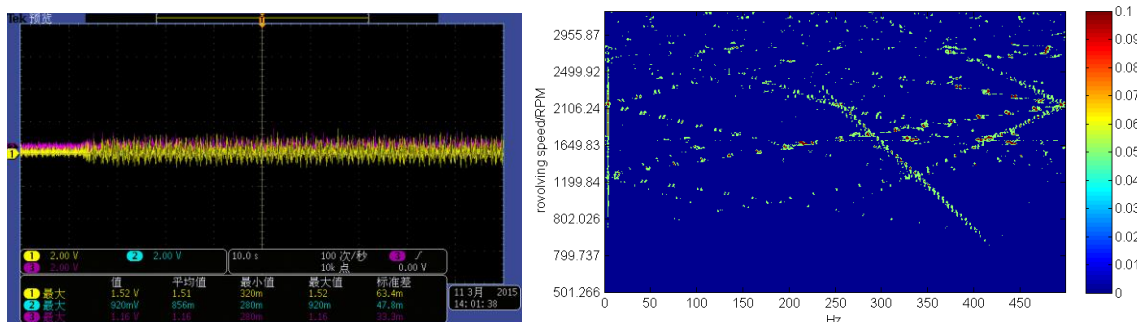 Tek 预览
1 2.00 V 2 2.00 V
3 2.00 V
10.0 s 100 次/秒 3
10k 点 0.00 V
值 平均值 最小值 最大值 标准差
1 最大 1.52 V 1.51 320m 1.52 63.4m
2 最大 920mV 856m 280m 920m 47.8m
3 最大 1.16 V 1.16 280m 1.16 33.3m
11 3月 2015
14:01:38
rovolving speed/RPM
2955.87
2499.92
2106.24
1649.83
1199.84
802.026
799.737
501.266
0 50 100 150 200 250 300 350 400 450
Hz
0.1
0.09
0.08
0.07
0.06
0.05
0.04
0.03
0.02
0.01
0